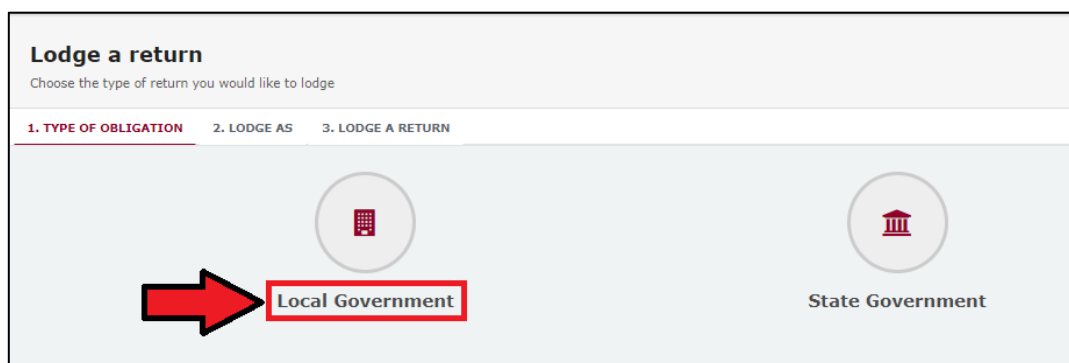 Lodge a return
Choose the type of return you would like to lodge
1. TYPE OF OBLIGATION 2. LODGE AS 3. LODGE A RETURN
Local Government State Government